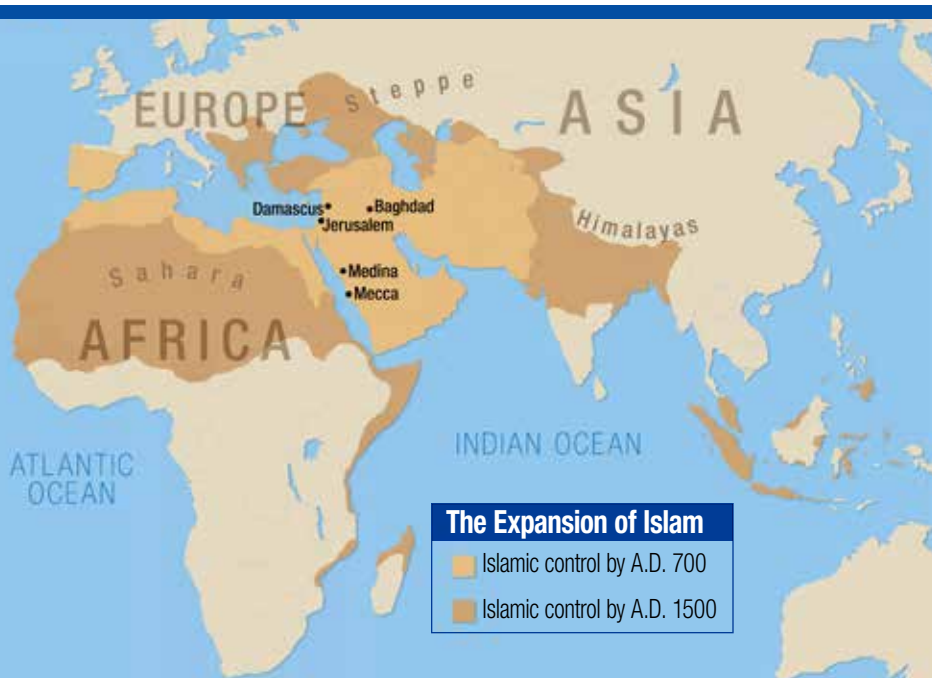 EUROPE
Steppe
ASIA
Damascus
Baghdad
Jerusalem
Himalayas
Medina
Sahara
Mecca
AFRICA
INDIAN OCEAN
ATLANTIC
OCEAN
The Expansion of Islam
Islamic control by A.D. 700
Islamic control by A.D. 1500